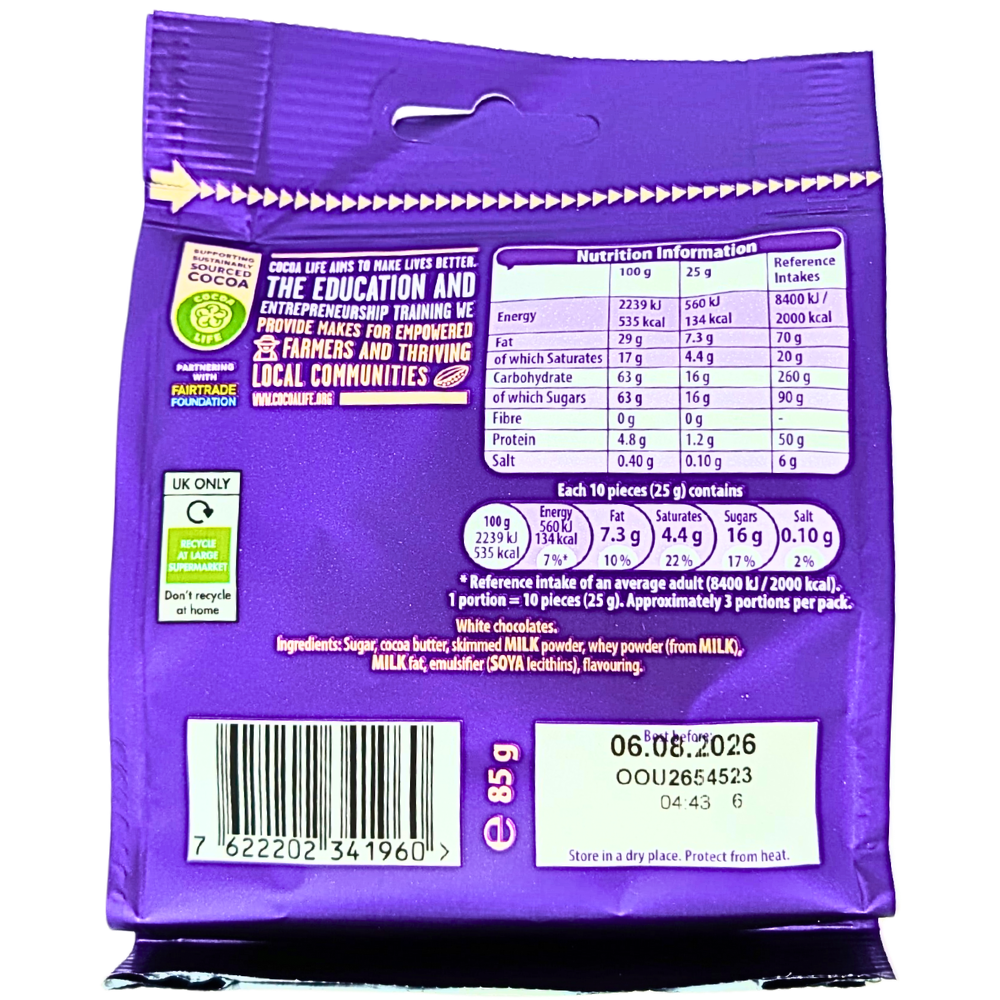 SUPPORTING
SUSTAINABLY
SOURCED
COCOA
COCOA
LIFE
PARTNERING
WITH
FAIRTRADE
FOUNDATION
COCOA LIFE AIMS TO MAKE LIVES BETTER.
THE EDUCATION AND
ENTREPRENEURSHIP TRAINING WE
PROVIDE MAKES FOR EMPOWERED
FARMERS AND THRIVING
LOCAL COMMUNITIES
WWW.COCOALIFE.ORG
Nutrition Information
100 g 25 g Reference Intakes
Energy 2239 kJ 560 kJ 8400 kJ /
535 kcal 134 kcal 2000 kcal
Fat 29 g 7.3 g 70 g
of which Saturates 17 g 4.4 g 20 g
Carbohydrate 63 g 16 g 260 g
of which Sugars 63 g 16 g 90 g
Fibre 0 g 0 g -
Protein 4.8 g 1.2 g 50 g
Salt 0.40 g 0.10 g 6 g
Each 10 pieces (25 g) contains
100 g
2239 kJ
535 kcal
Energy
560 kJ
134 kcal
7%*
Fat
7.3 g
10%
Saturates
4.4 g
22%
Sugars
16 g
17%
Salt
0.10 g
2%
* Reference intake of an average adult (8400 kJ / 2000 kcal).
1 portion = 10 pieces (25 g). Approximately 3 portions per pack.
UK ONLY
RECYCLE
AT LARGE
SUPERMARKET
Don't recycle
at home
White chocolates.
Ingredients: Sugar, cocoa butter, skimmed MILK powder, whey powder (from MILK),
MILK fat, emulsifier (SOYA lecithins), flavouring.
7 622202 341960 >
85 g e
Best before:
06.08.2026
OOU2654523
04:43 6
Store in a dry place. Protect from heat.